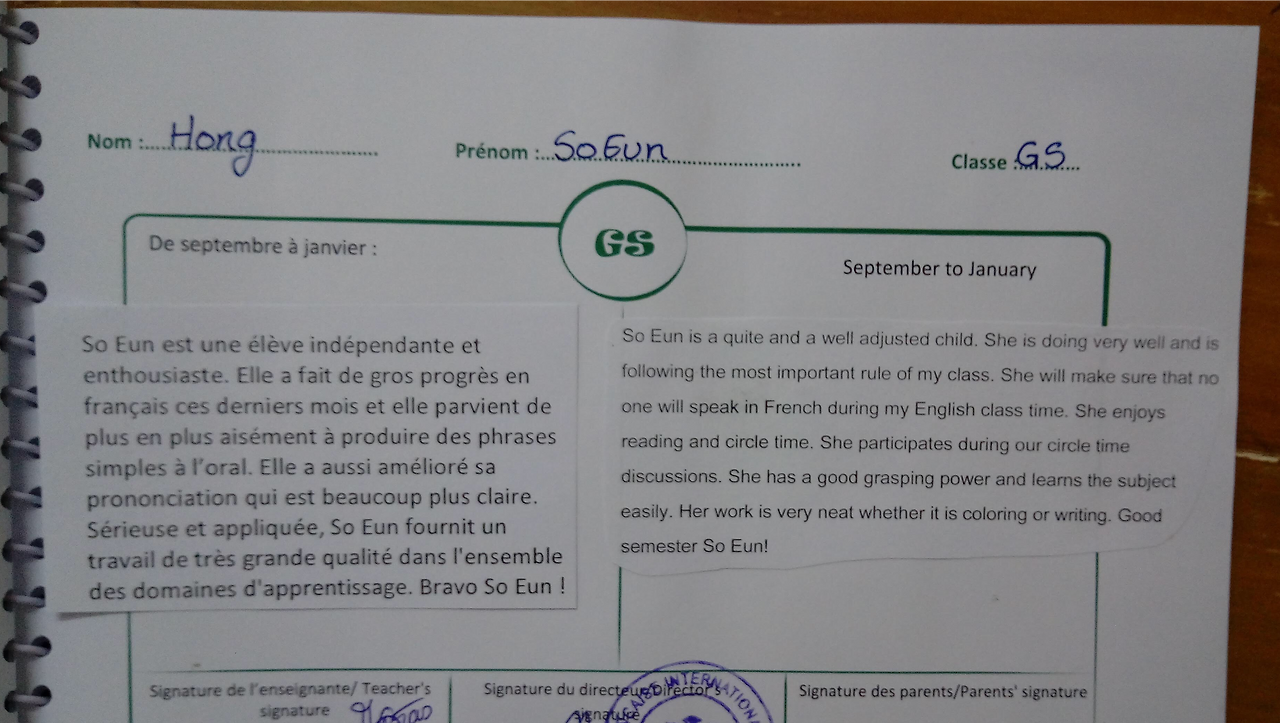 Nom :..... Hong
Prénom :... So Eun
Classe : GS
GS
De septembre à janvier :
September to January
So Eun est une élève indépendante et
enthousiaste. Elle a fait de gros progrès en
français ces derniers mois et elle parvient de
plus en plus aisément à produire des phrases
simples à l'oral. Elle a aussi amélioré sa
prononciation qui est beaucoup plus claire.
Sérieuse et appliquée, So Eun fournit un
travail de très grande qualité dans l'ensemble
des domaines d'apprentissage. Bravo So Eun !
So Eun is a quite and a well adjusted child. She is doing very well and is
following the most important rule of my class. She will make sure that no
one will speak in French during my English class time. She enjoys
reading and circle time. She participates during our circle time
discussions. She has a good grasping power and learns the subject
easily. Her work is very neat whether it is coloring or writing. Good
semester So Eun!
Signature de l'enseignante/ Teacher's
signature
Signature du directeur/Director's
signature
Signature des parents/Parents' signature
INTERNATIONAL